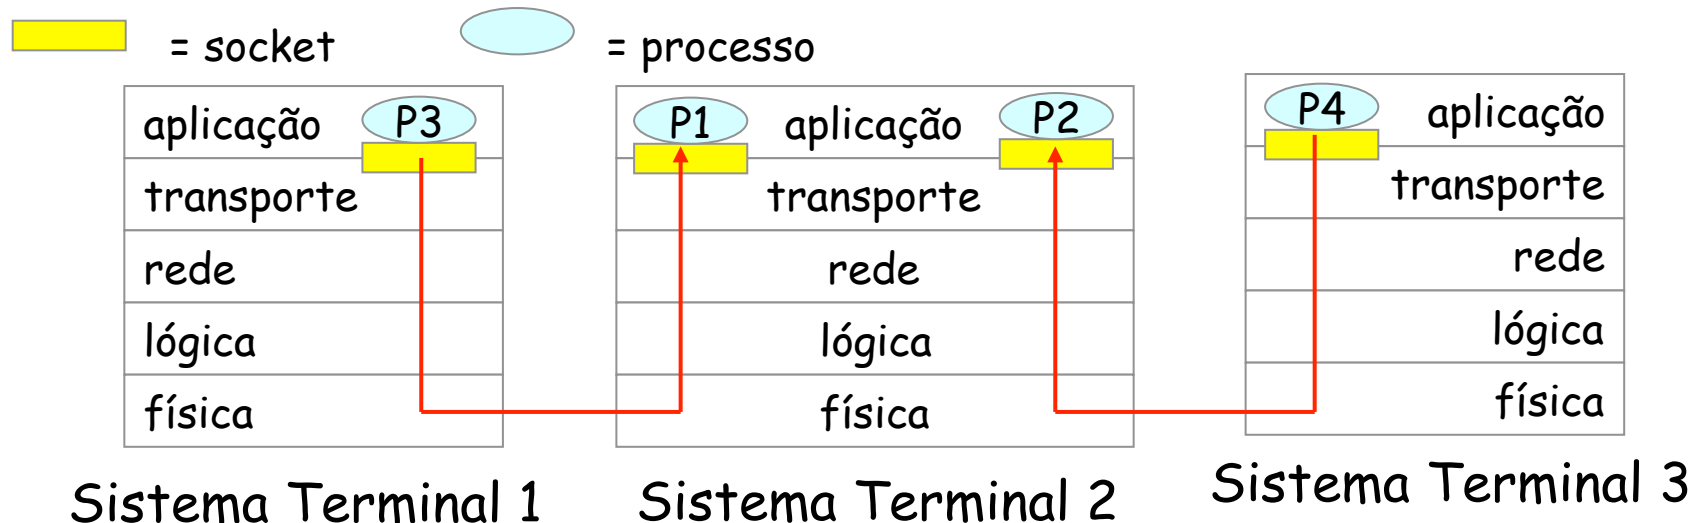 = socket
= processo
aplicação P3
transporte
rede
lógica
física
Sistema Terminal 1
P1 aplicação P2
transporte
rede
lógica
física
Sistema Terminal 2
P4 aplicação
transporte
rede
lógica
física
Sistema Terminal 3